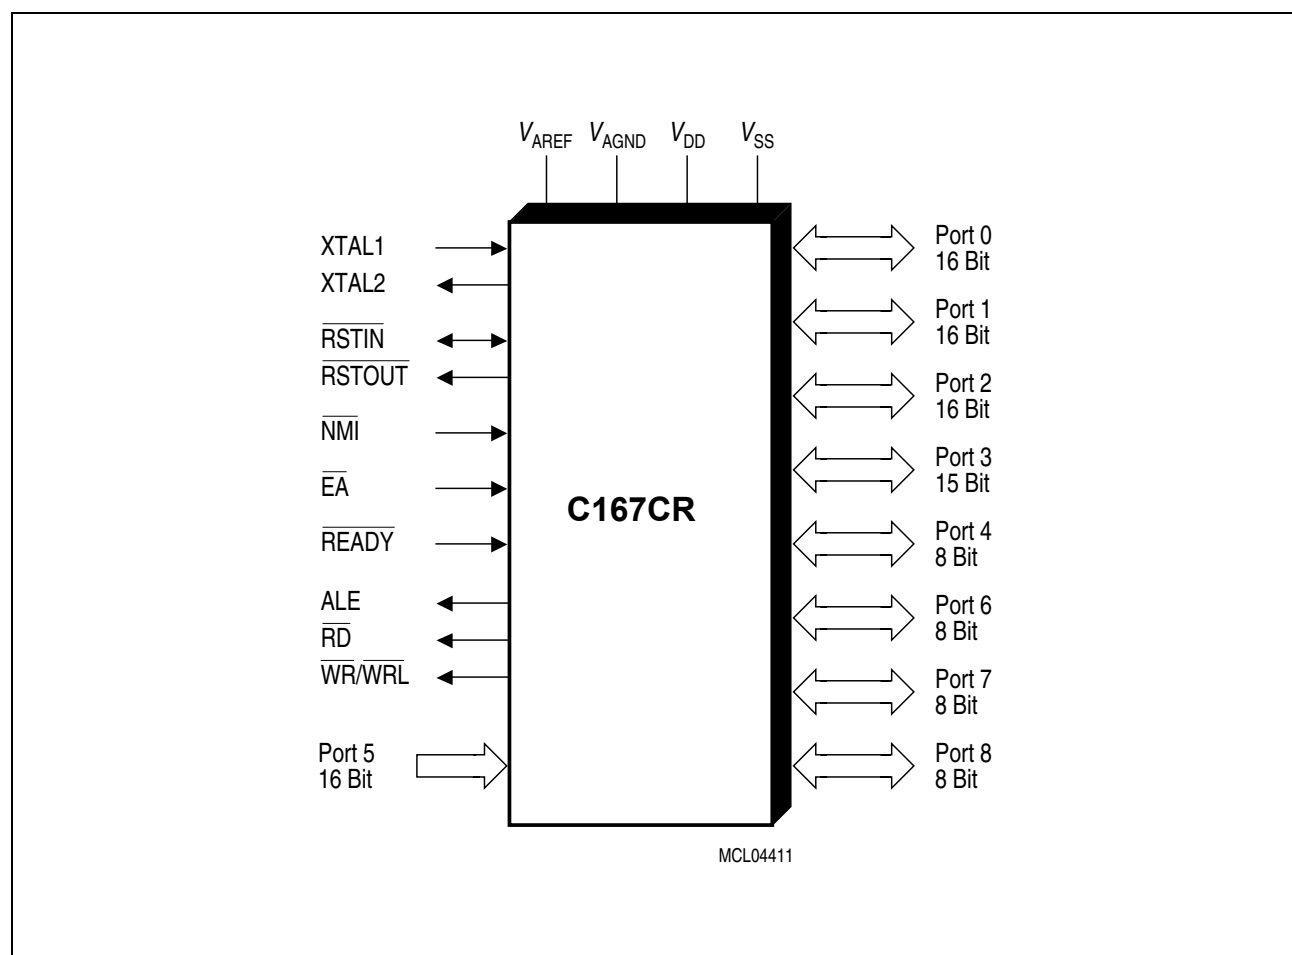 VAREF VAGND VDD VSS
XTAL1
XTAL2
RSTIN
RSTOUT
NMI
EA
READY
ALE
RD
WR/WRL
Port 5
16 Bit
C167CR
Port 0
16 Bit
Port 1
16 Bit
Port 2
16 Bit
Port 3
15 Bit
Port 4
8 Bit
Port 6
8 Bit
Port 7
8 Bit
Port 8
8 Bit
MCL04411